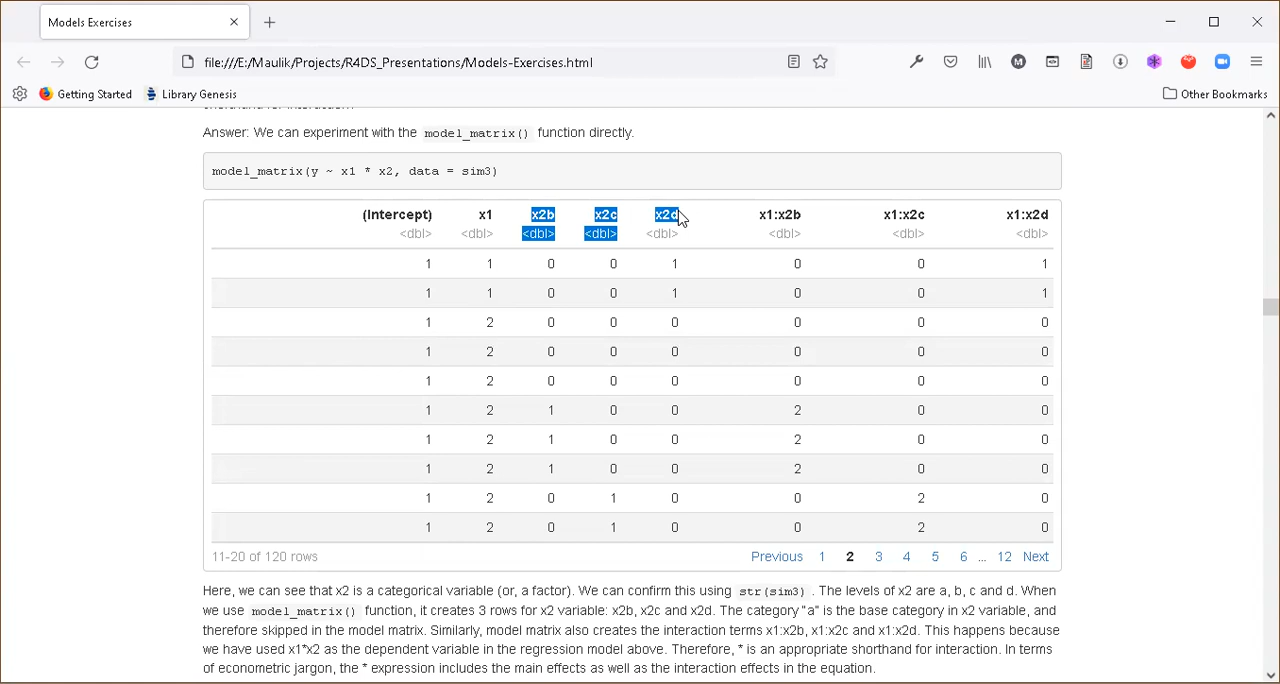 Models Exercises
file:///E:/Maulik/Projects/R4DS_Presentations/Models-Exercises.html
Getting Started Library Genesis Other Bookmarks
Answer: We can experiment with the model_matrix() function directly.
model_matrix(y ~ x1 * x2, data = sim3)
(Intercept) x1 x2b x2c x2d x1:x2b x1:x2c x1:x2d
<dbl> <dbl> <dbl> <dbl> <dbl> <dbl> <dbl> <dbl>
1 1 0 0 1 0 0 1
1 1 0 0 1 0 0 1
1 2 0 0 0 0 0 0
1 2 0 0 0 0 0 0
1 2 0 0 0 0 0 0
1 2 1 0 0 2 0 0
1 2 1 0 0 2 0 0
1 2 1 0 0 2 0 0
1 2 0 1 0 0 2 0
1 2 0 1 0 0 2 0
11-20 of 120 rows Previous 1 2 3 4 5 6 ... 12 Next
Here, we can see that x2 is a categorical variable (or, a factor). We can confirm this using str(sim3) . The levels of x2 are a, b, c and d. When
we use model_matrix() function, it creates 3 rows for x2 variable: x2b, x2c and x2d. The category "a" is the base category in x2 variable, and
therefore skipped in the model matrix. Similarly, model matrix also creates the interaction terms x1:x2b, x1:x2c and x1:x2d. This happens because
we have used x1*x2 as the dependent variable in the regression model above. Therefore, * is an appropriate shorthand for interaction. In terms
of econometric jargon, the * expression includes the main effects as well as the interaction effects in the equation.